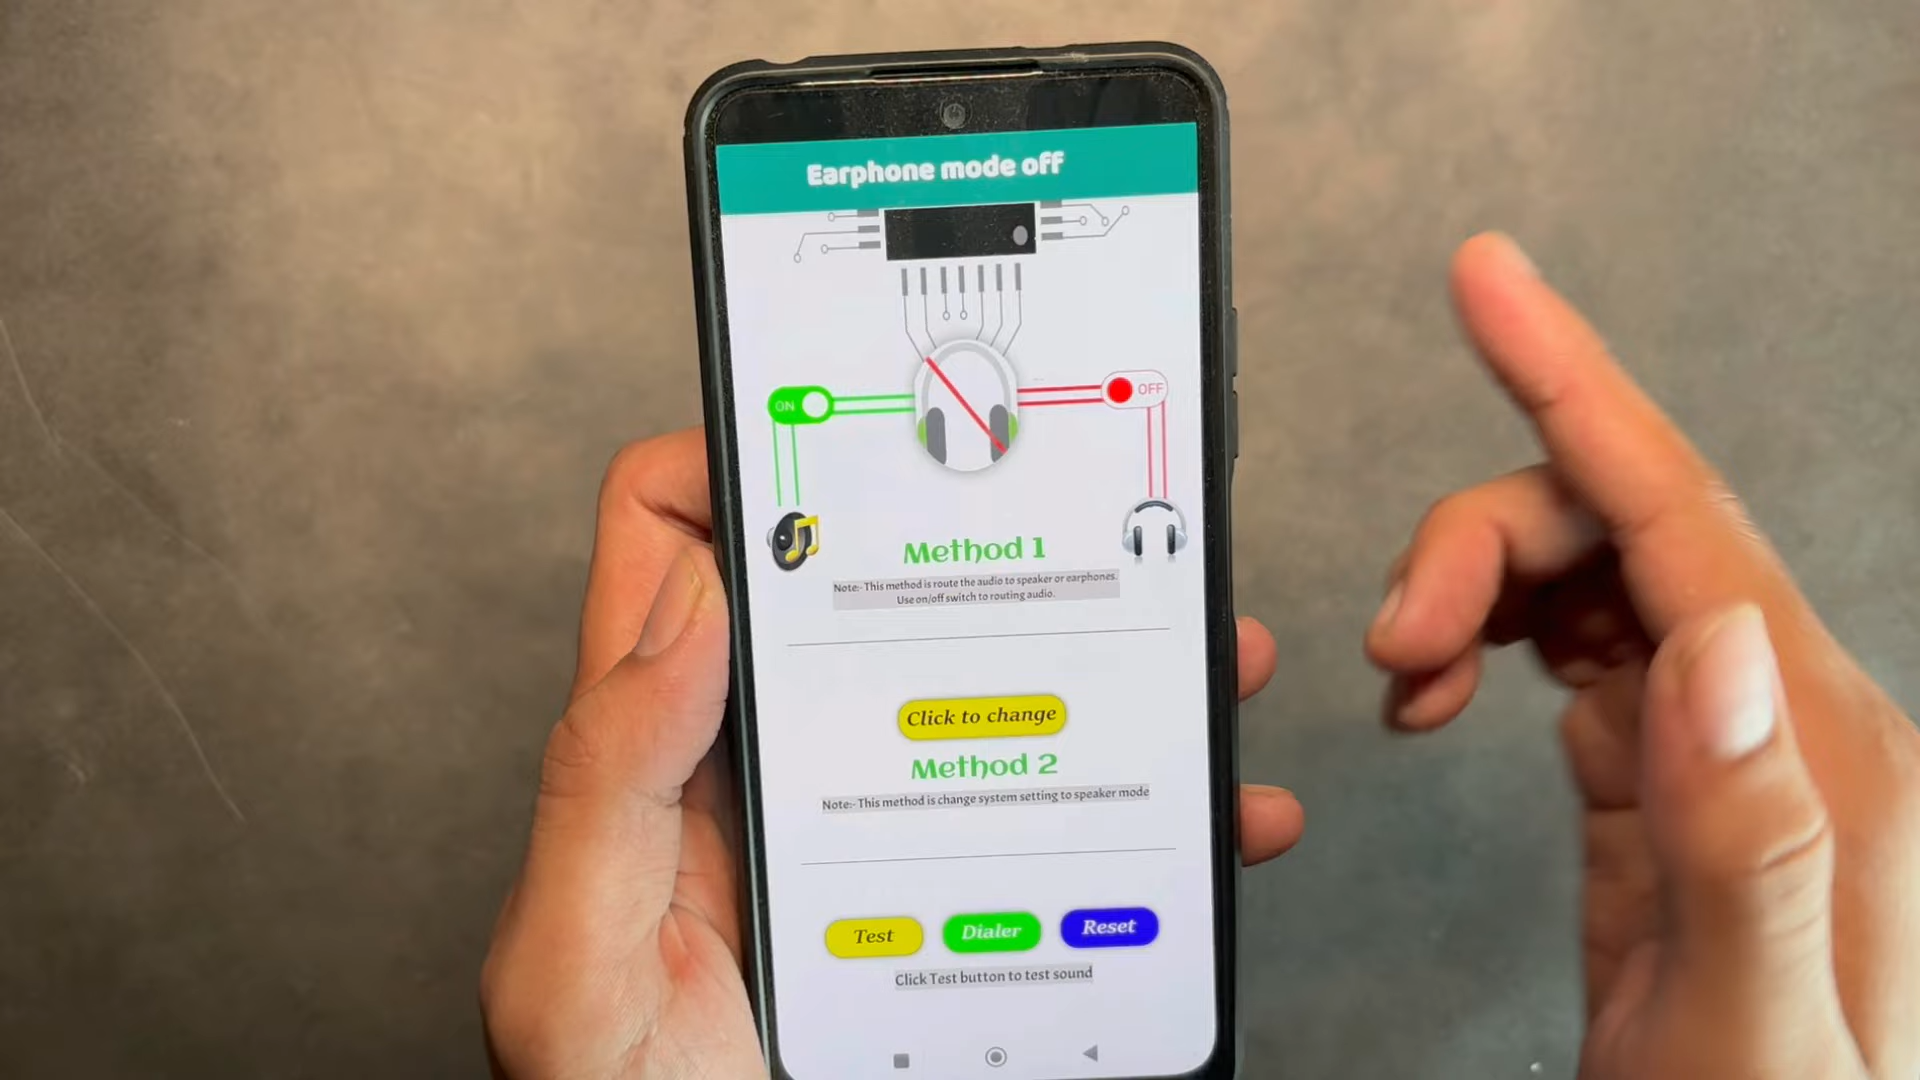 Earphone mode off
ON
OFF
Method 1
Note:- This method is route the audio to speaker or earphones.
Use on/off switch to routing audio.
Click to change
Method 2
Note:- This method is change system setting to speaker mode
Test
Dialer
Reset
Click Test button to test sound